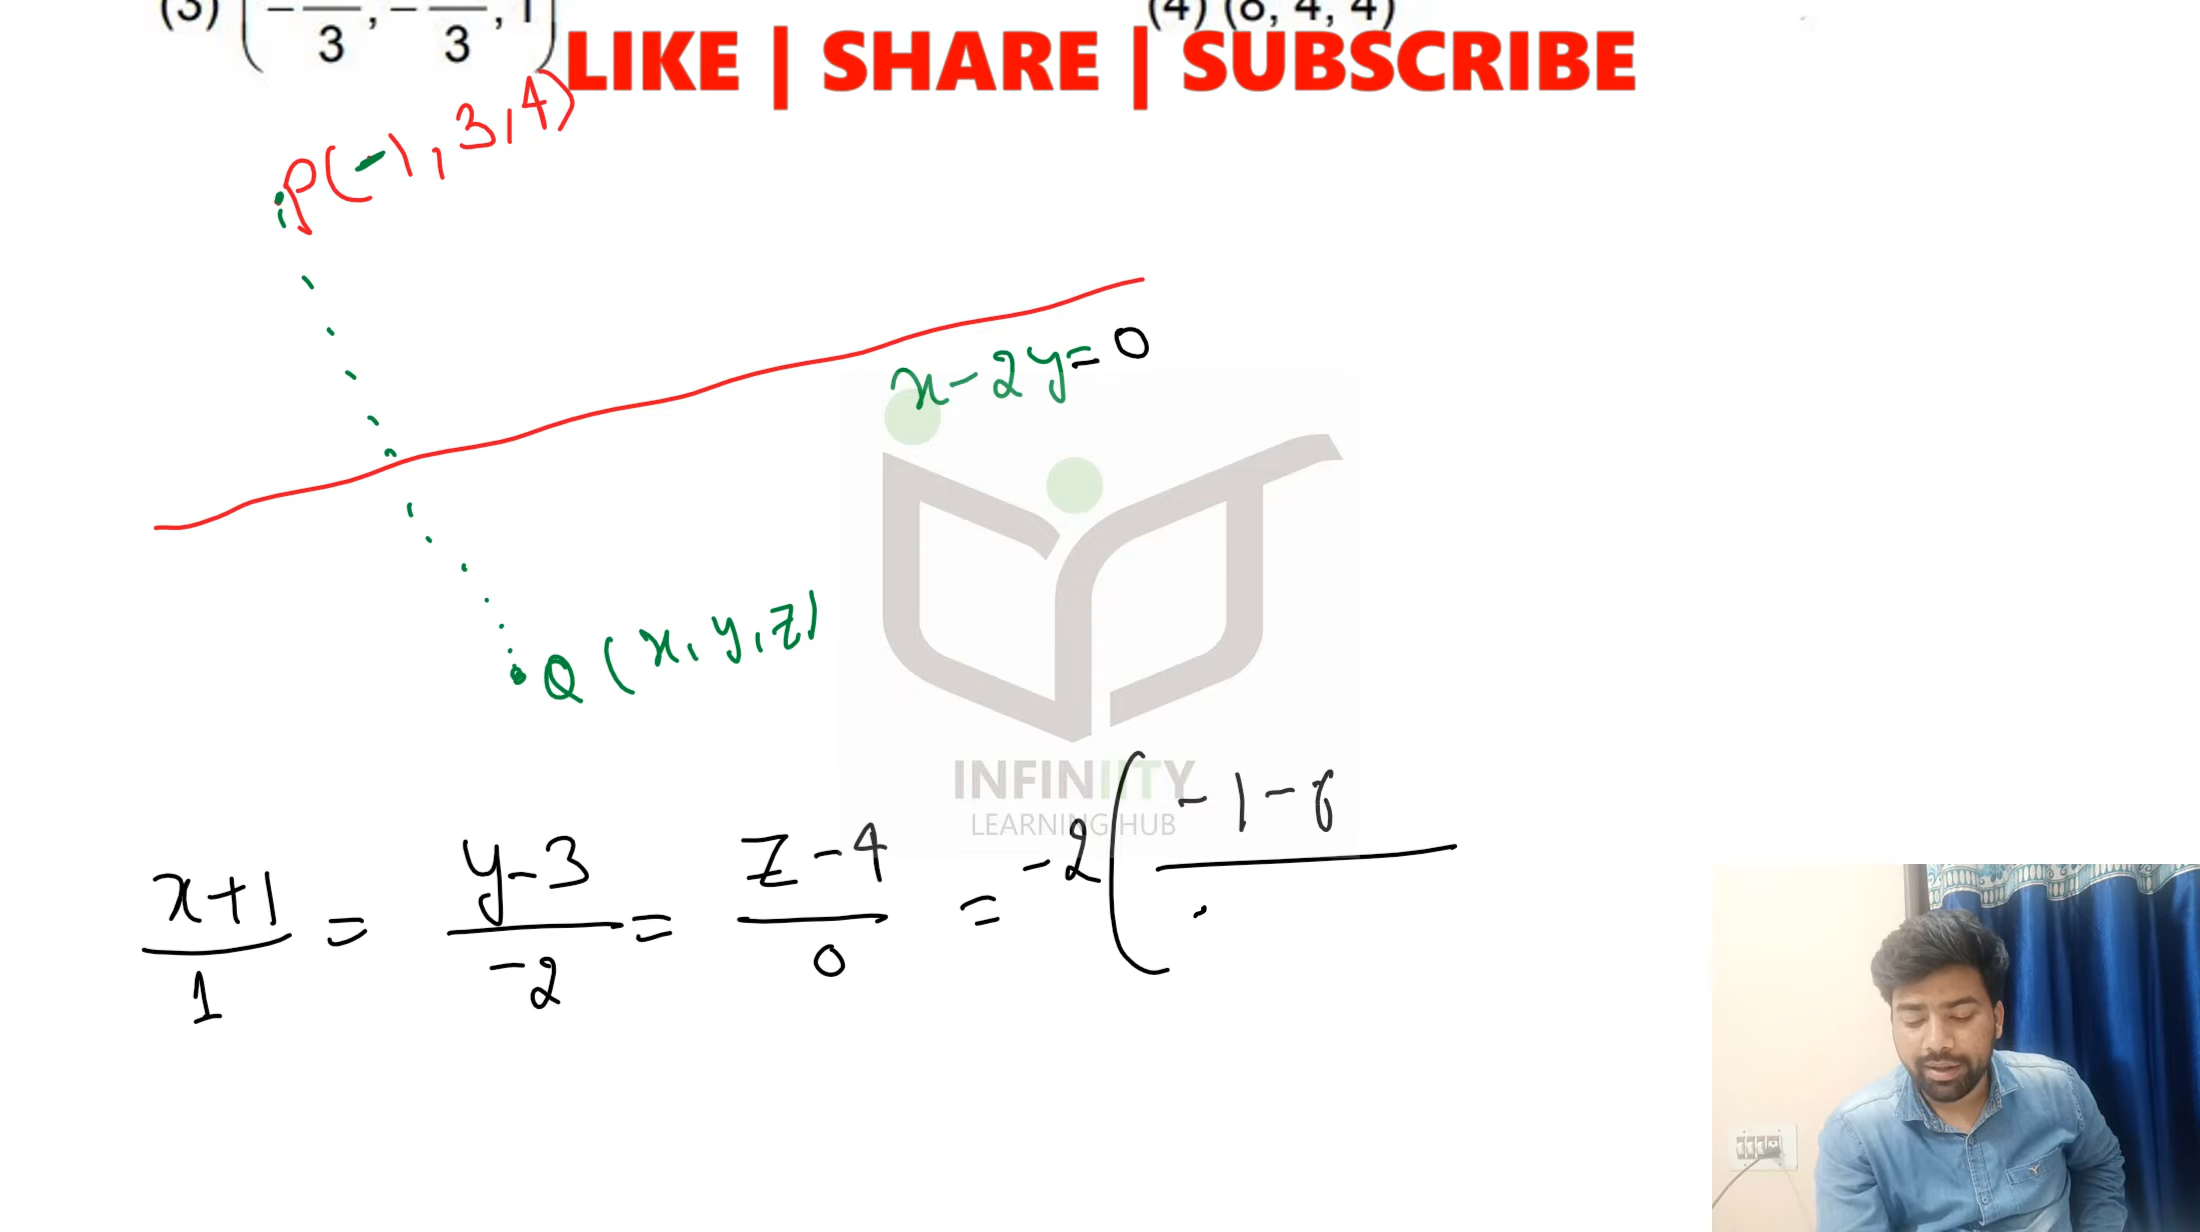 (3) (-3, -3, 1)
(4) (8, 4, 4)
LIKE | SHARE | SUBSCRIBE
P(-1, 3, 4)
x-2y=0
Q (x, y, z)
INFINIITY
LEARNING HUB
x+1/1 = y-3/-2 = z-4/0 = -2( -1-6